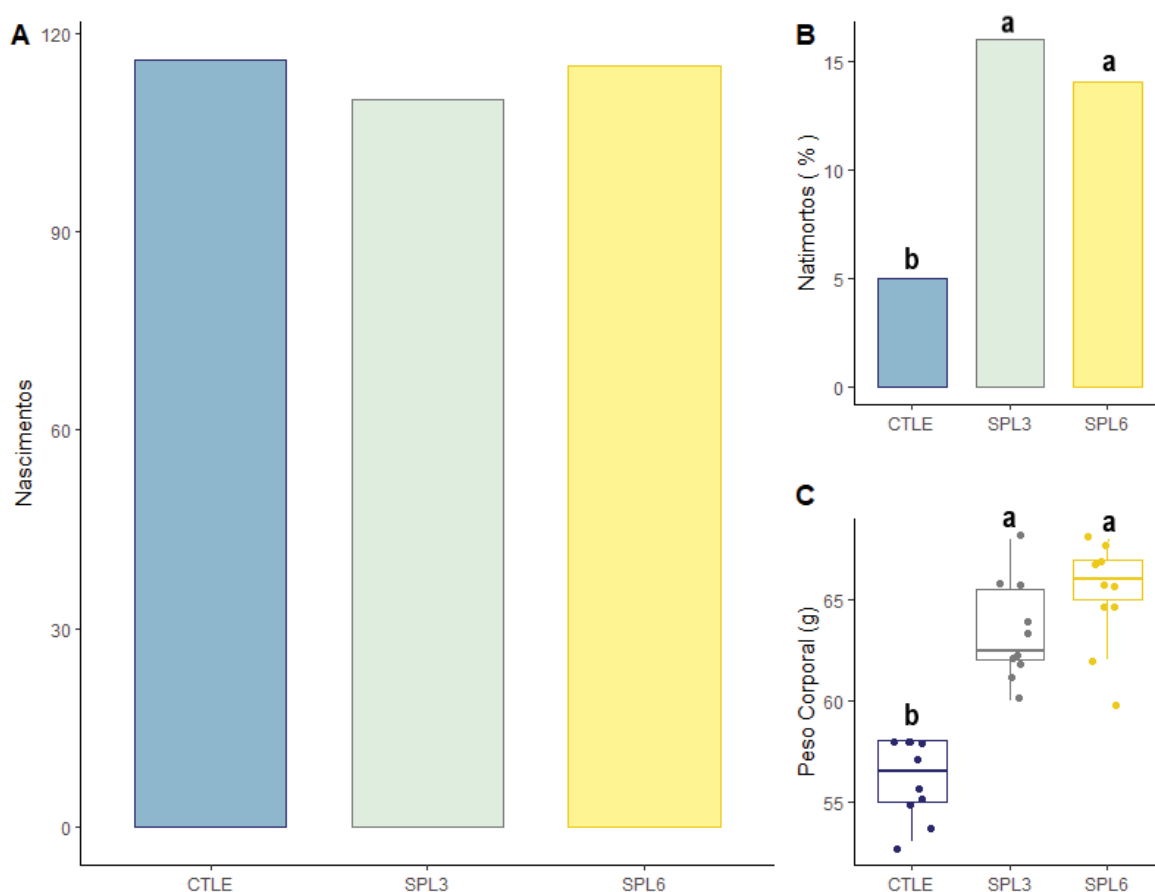 A
120
90
60
30
0
Nascimentos
CTLE
SPL3
SPL6
B
15
10
5
0
Natimortos ( % )
b
a
a
CTLE
SPL3
SPL6
C
65
60
55
Peso Corporal (g)
b
a
a
CTLE
SPL3
SPL6